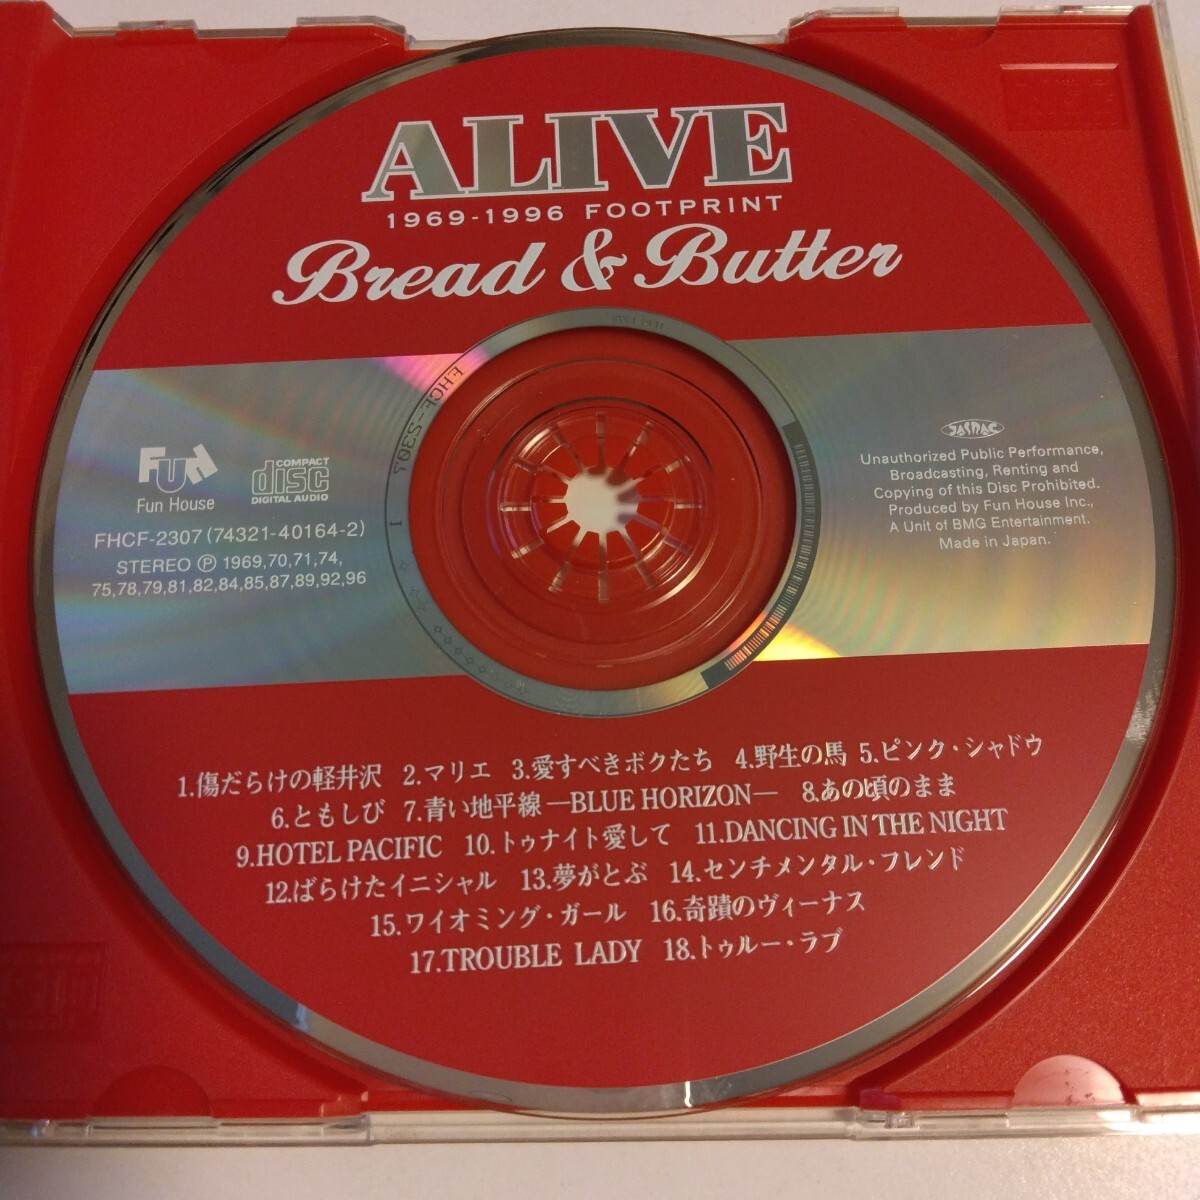 ALIVE
1969-1996 FOOTPRINT
Bread & Butter
FHCF-2307
1
Fun
Fun House
COMPACT
disc
DIGITAL AUDIO
FHCF-2307 (74321-40164-2)
STEREO Ⓟ 1969,70,71,74,
75,78,79,81,82,84,85,87,89,92,96
JASRAC
Unauthorized Public Performance,
Broadcasting, Renting and
Copying of this Disc Prohibited.
Produced by Fun House Inc.,
A Unit of BMG Entertainment.
Made in Japan.
1.傷だらけの軽井沢 2.マリエ 3.愛すべきボクたち 4.野生の馬 5.ピンク・シャドウ
6.ともしび 7.青い地平線—BLUE HORIZON— 8.あの頃のまま
9.HOTEL PACIFIC 10.トゥナイト愛して 11.DANCING IN THE NIGHT
12.ばらけたイニシャル 13.夢がとぶ 14.センチメンタル・フレンド
15.ワイオミング・ガール 16.奇蹟のヴィーナス
17.TROUBLE LADY 18.トゥルー・ラブ